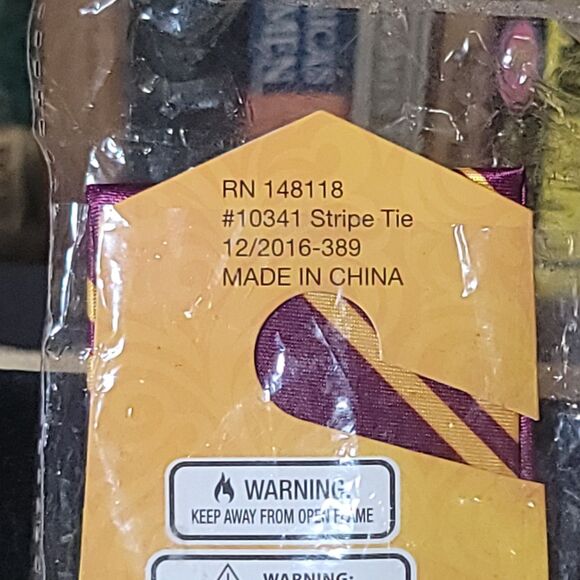 RN 148118
#10341 Stripe Tie
12/2016-389
MADE IN CHINA
WARNING:
KEEP AWAY FROM OPEN FLAME
WARNING: